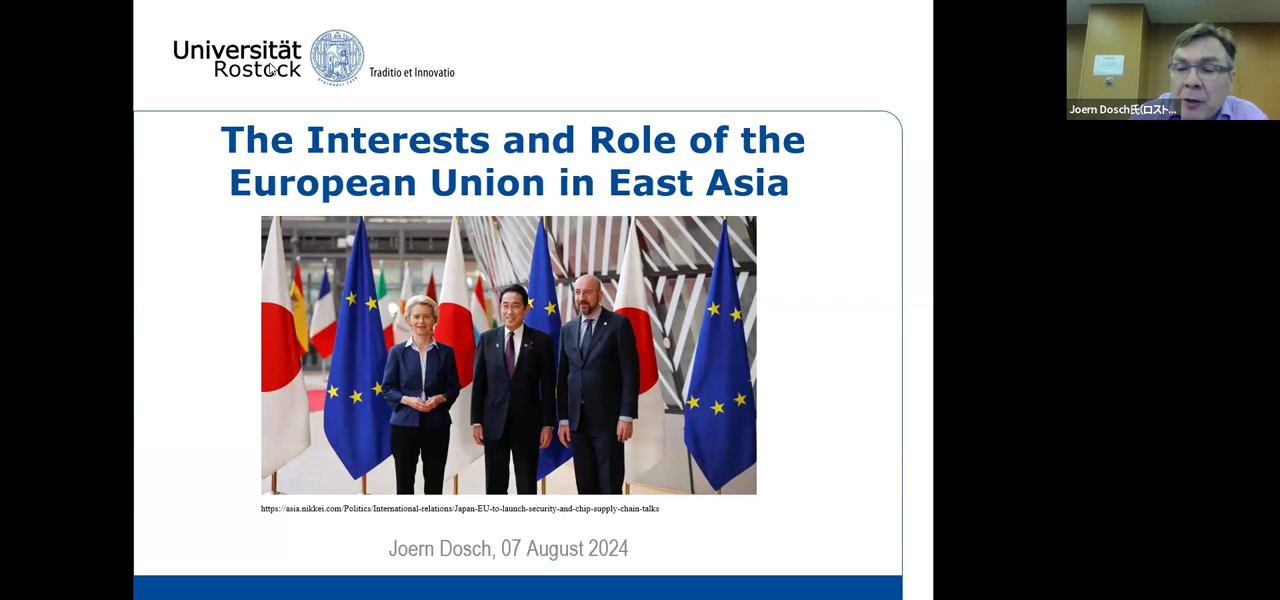 Universität
Rostock
Traditio et Innovatio
Joern Dosch氏(ロスト...
The Interests and Role of the
European Union in East Asia
https://asia.nikkei.com/Politics/International-relations/Japan-EU-to-launch-security-and-chip-supply-chain-talks
Joern Dosch, 07 August 2024